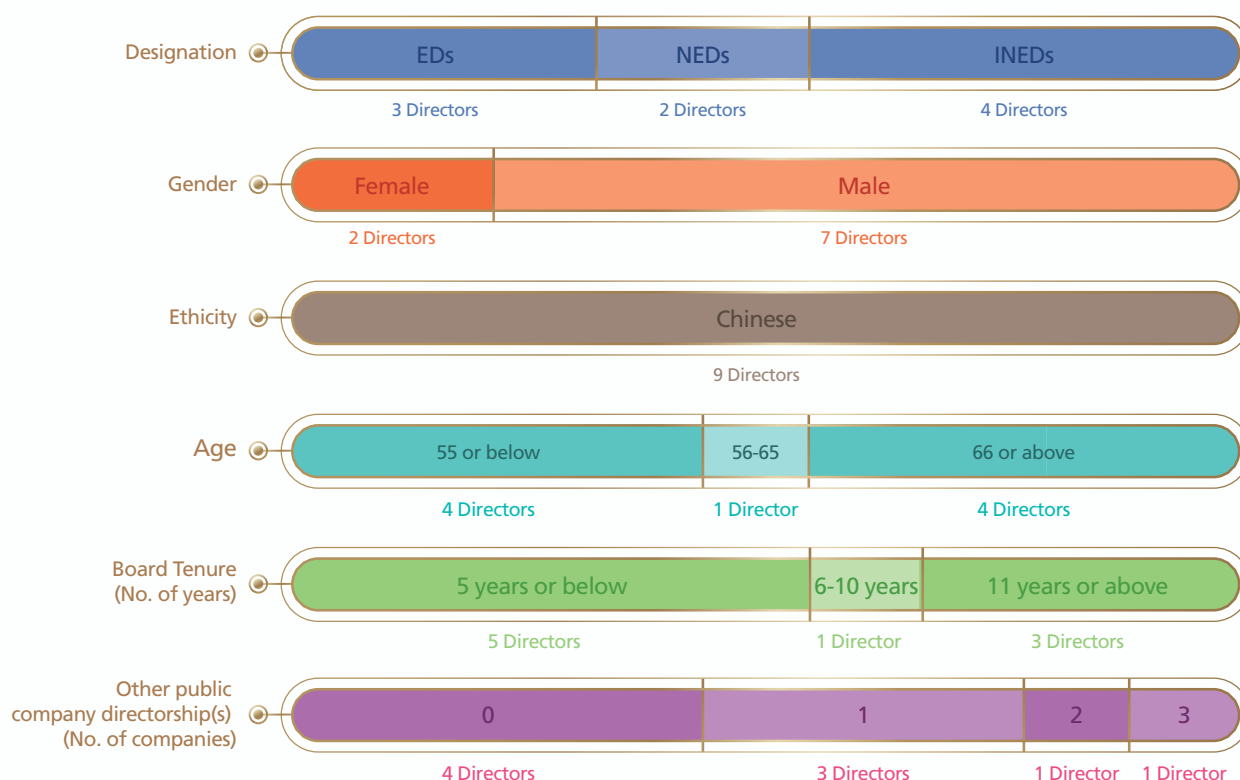 Designation
EDs NEDs INEDs
3 Directors 2 Directors 4 Directors
Gender
Female Male
2 Directors 7 Directors
Ethicity
Chinese
9 Directors
Age
55 or below 56-65 66 or above
4 Directors 1 Director 4 Directors
Board Tenure
(No. of years)
5 years or below 6-10 years 11 years or above
5 Directors 1 Director 3 Directors
Other public
company directorship(s)
(No. of companies)
0 1 2 3
4 Directors 3 Directors 1 Director 1 Director